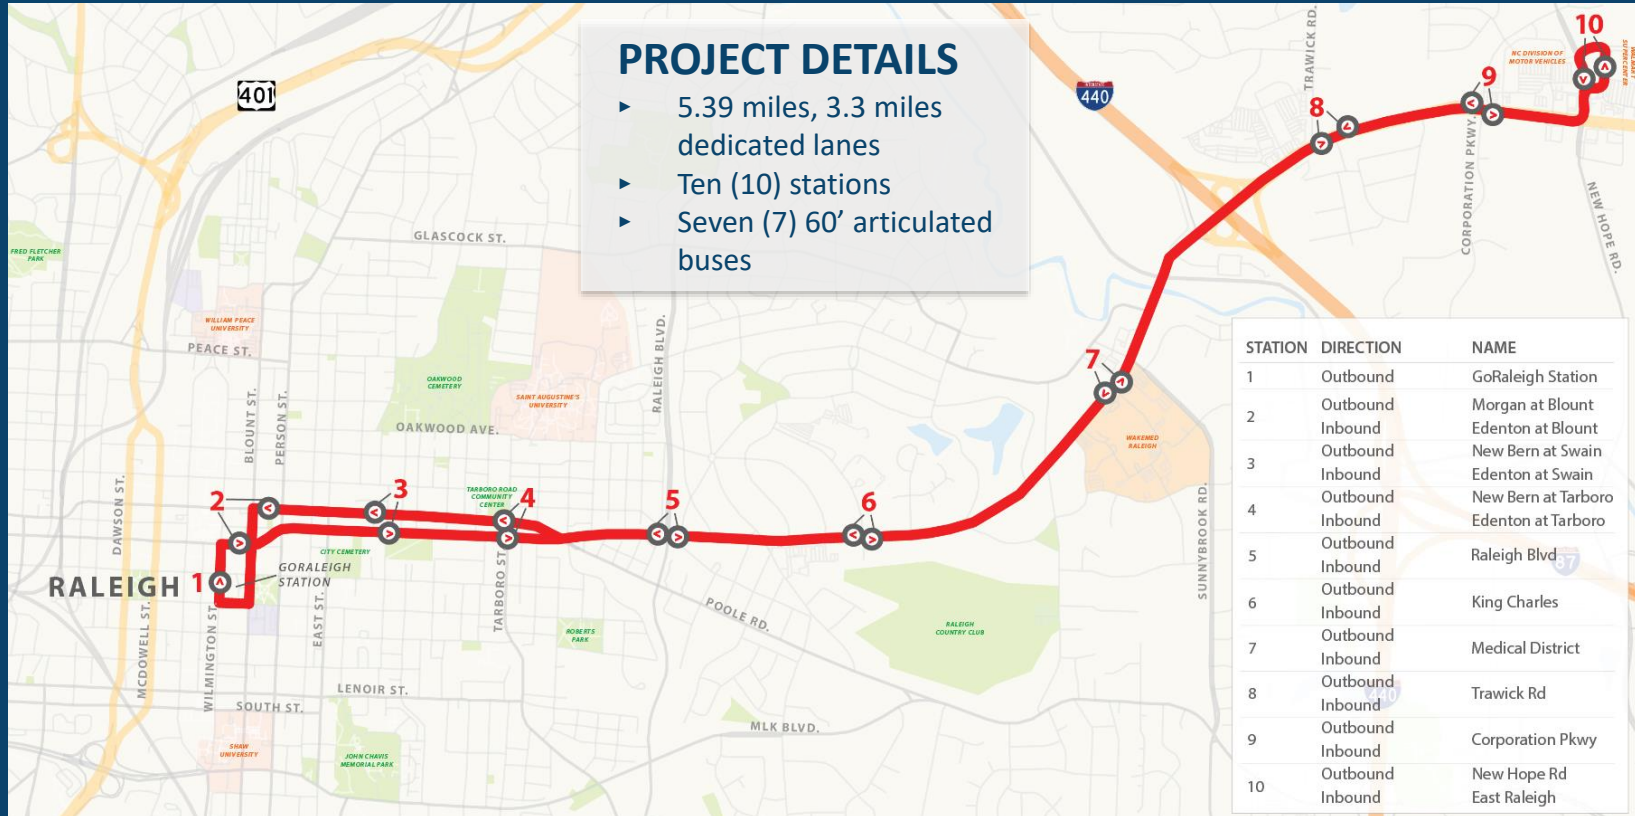 PROJECT DETAILS
► 5.39 miles, 3.3 miles
dedicated lanes
► Ten (10) stations
► Seven (7) 60’ articulated
buses
401
INTERSTATE
440
TRAWICK RD.
10
NC DIVISION OF
MOTOR VEHICLES
WALMART
SUPERCENTER
9
8
CORPORATION PKWY.
NEW HOPE RD.
GLASCOCK ST.
FRED FLETCHER
PARK
WILLIAM PEACE
UNIVERSITY
PEACE ST.
BLOUNT ST.
PERSON ST.
OAKWOOD
CEMETERY
SAINT AUGUSTINE'S
UNIVERSITY
RALEIGH BLVD.
OAKWOOD AVE.
7
WAKEMED
RALEIGH
DAWSON ST.
2
3
TARBORO ROAD
COMMUNITY
CENTER
4
5
6
SUNNYBROOK RD.
CITY CEMETERY
GORALEIGH
STATION
RALEIGH
1
MCDOWELL ST.
WILMINGTON ST.
EAST ST.
TARBORO ST.
POOLE RD.
ROBERTS
PARK
RALEIGH
COUNTRY CLUB
LENOIR ST.
SOUTH ST.
MLK BLVD.
SHAW
UNIVERSITY
JOHN CHAVIS
MEMORIAL PARK
STATION DIRECTION NAME
1 Outbound GoRaleigh Station
2 Outbound Morgan at Blount
Inbound Edenton at Blount
3 Outbound New Bern at Swain
Inbound Edenton at Swain
4 Outbound New Bern at Tarboro
Inbound Edenton at Tarboro
5 Outbound Raleigh Blvd
Inbound
6 Outbound King Charles
Inbound
7 Outbound Medical District
Inbound
8 Outbound Trawick Rd
Inbound
9 Outbound Corporation Pkwy
Inbound
10 Outbound New Hope Rd
Inbound East Raleigh
87
440